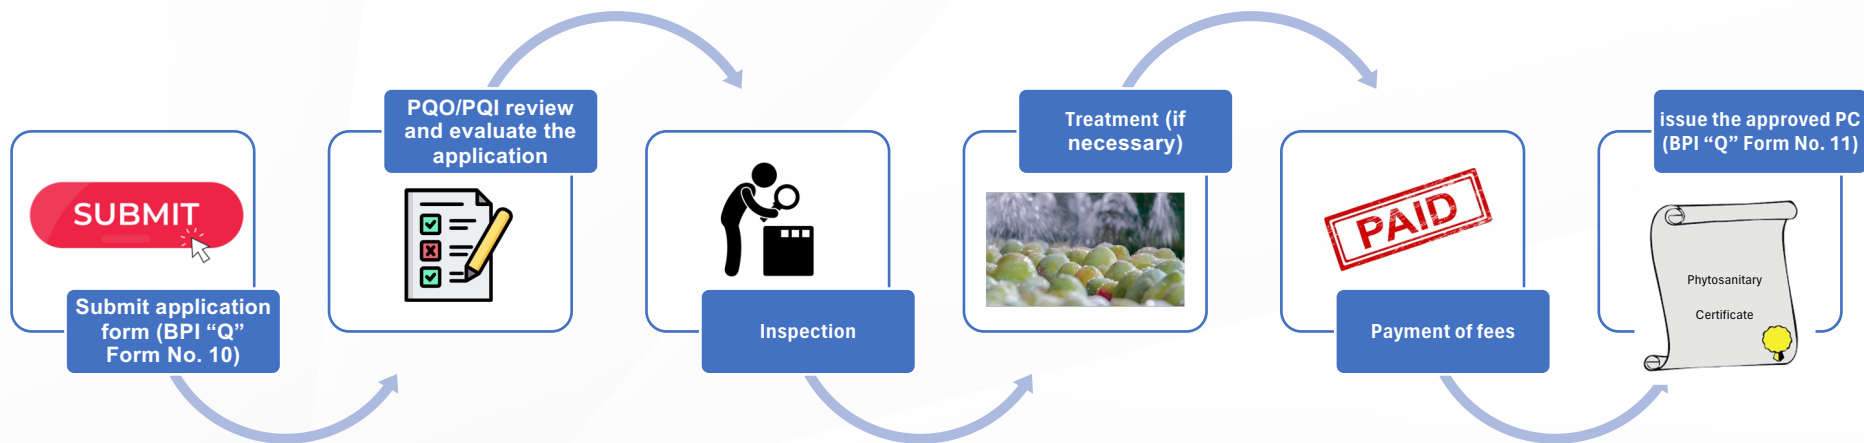 SUBMIT
Submit application
form (BPI “Q”
Form No. 10)
PQO/PQI review
and evaluate the
application
Inspection
Treatment (if
necessary)
PAID
Payment of fees
issue the approved PC
(BPI “Q” Form No. 11)
Phytosanitary
Certificate